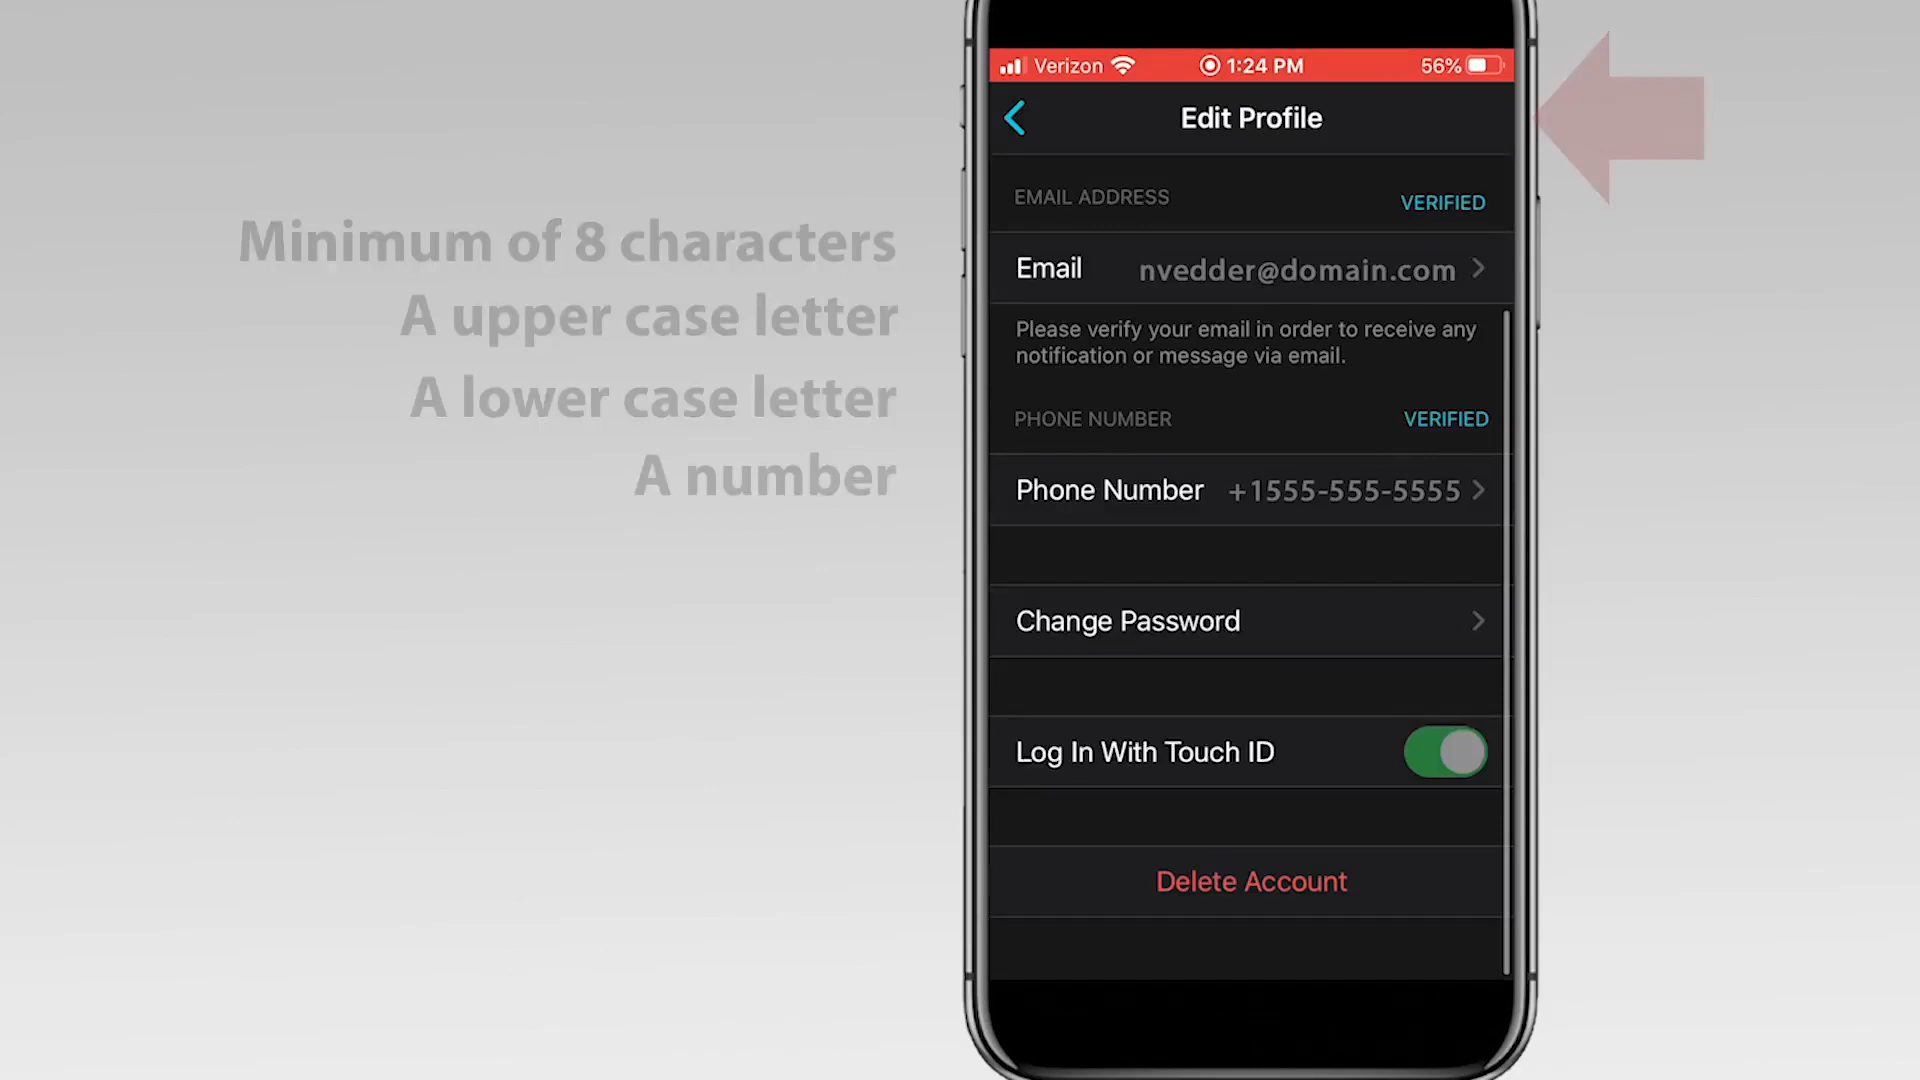 Minimum of 8 characters
A upper case letter
A lower case letter
A number
Verizon 1:24 PM 56%
Edit Profile
EMAIL ADDRESS VERIFIED
Email nvedder@domain.com
Please verify your email in order to receive any
notification or message via email.
PHONE NUMBER VERIFIED
Phone Number +1555-555-5555
Change Password
Log In With Touch ID
Delete Account